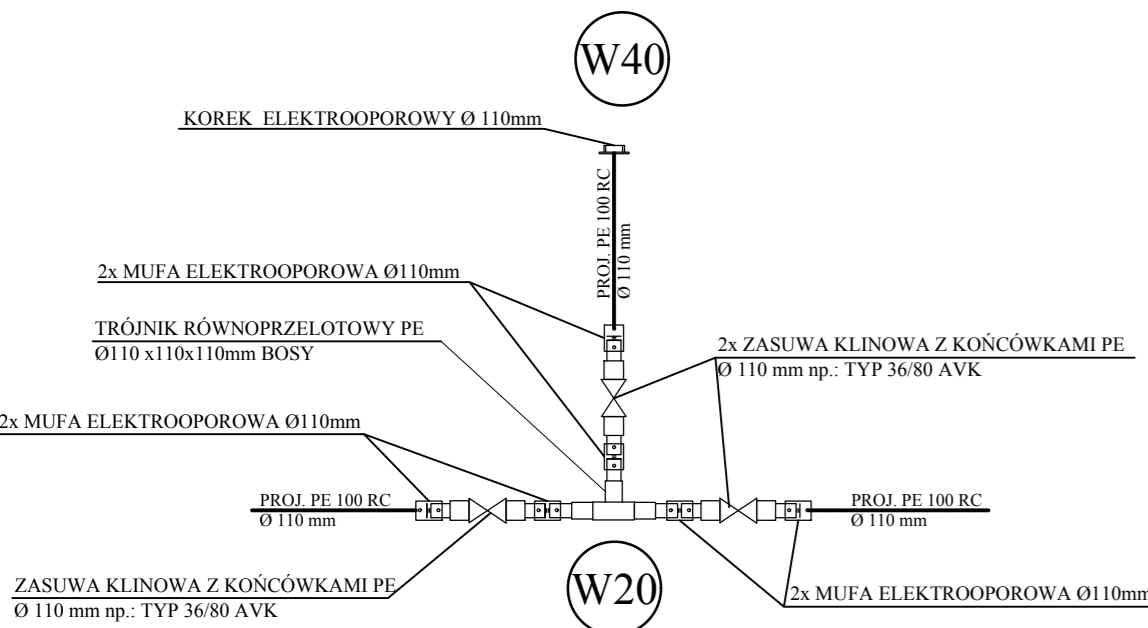 W40
KOREK ELEKTROOPOROWY Ø 110mm
PROJ. PE 100 RC
Ø 110 mm
2x MUFA ELEKTROOPOROWA Ø110mm
TRÓJNIK RÓWNOPRZELOTOWY PE
Ø110 x110x110mm BOSY
2x ZASUWA KLINOWA Z KOŃCÓWKAMI PE
Ø 110 mm np.: TYP 36/80 AVK
2x MUFA ELEKTROOPOROWA Ø110mm
PROJ. PE 100 RC
Ø 110 mm
PROJ. PE 100 RC
Ø 110 mm
ZASUWA KLINOWA Z KOŃCÓWKAMI PE
Ø 110 mm np.: TYP 36/80 AVK
W20
2x MUFA ELEKTROOPOROWA Ø110mm